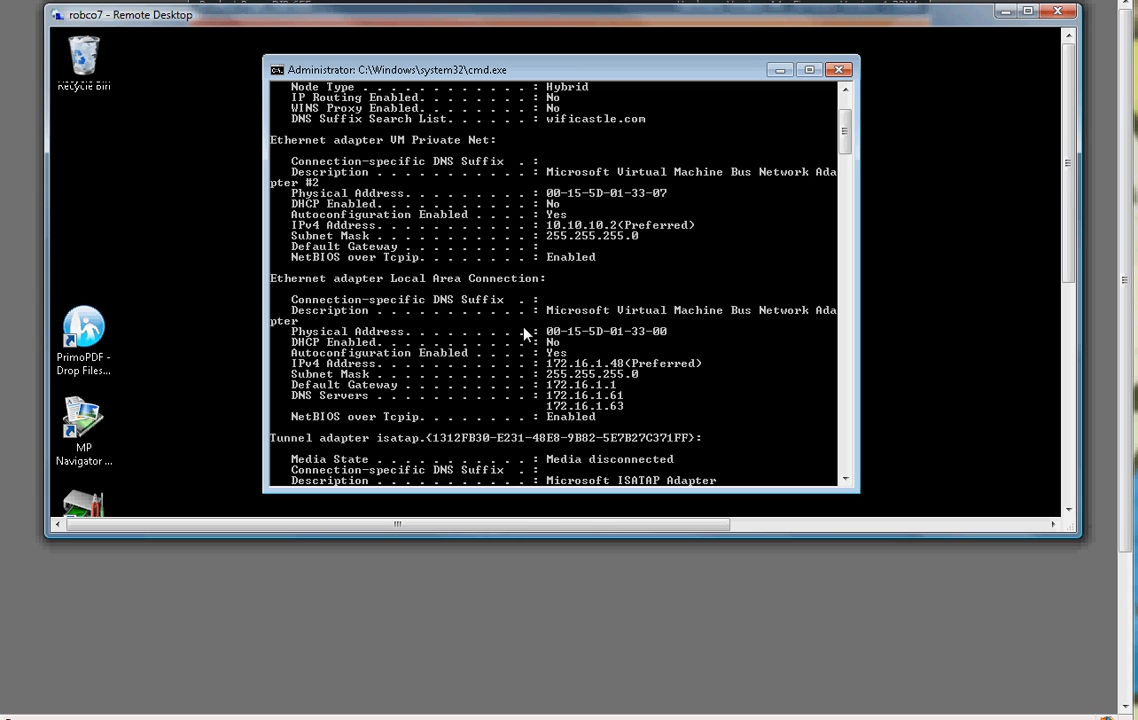 robco7 - Remote Desktop
Recycle Bin
Administrator: C:\Windows\system32\cmd.exe
Node Type . . . . . . . . . . . . : Hybrid
IP Routing Enabled. . . . . . . . : No
WINS Proxy Enabled. . . . . . . . : No
DNS Suffix Search List. . . . . . : wificastle.com
Ethernet adapter VM Private Net:
Connection-specific DNS Suffix  . :
Description . . . . . . . . . . . : Microsoft Virtual Machine Bus Network Ada
pter #2
Physical Address. . . . . . . . . : 00-15-5D-01-33-07
DHCP Enabled. . . . . . . . . . . : No
Autoconfiguration Enabled . . . . : Yes
IPv4 Address. . . . . . . . . . . : 10.10.10.2(Preferred)
Subnet Mask . . . . . . . . . . . : 255.255.255.0
Default Gateway . . . . . . . . . :
NetBIOS over Tcpip. . . . . . . . : Enabled
Ethernet adapter Local Area Connection:
Connection-specific DNS Suffix  . :
Description . . . . . . . . . . . : Microsoft Virtual Machine Bus Network Ada
pter
Physical Address. . . . . . . . . : 00-15-5D-01-33-00
DHCP Enabled. . . . . . . . . . . : No
Autoconfiguration Enabled . . . . : Yes
IPv4 Address. . . . . . . . . . . : 172.16.1.48(Preferred)
Subnet Mask . . . . . . . . . . . : 255.255.255.0
Default Gateway . . . . . . . . . : 172.16.1.1
DNS Servers . . . . . . . . . . . : 172.16.1.61
172.16.1.63
NetBIOS over Tcpip. . . . . . . . : Enabled
Tunnel adapter isatap.{1312FB30-E231-48E8-9B82-5E7B27C371FF}:
Media State . . . . . . . . . . . : Media disconnected
Connection-specific DNS Suffix  . :
Description . . . . . . . . . . . : Microsoft ISATAP Adapter
PrimoPDF -
Drop Files...
MP
Navigator ...